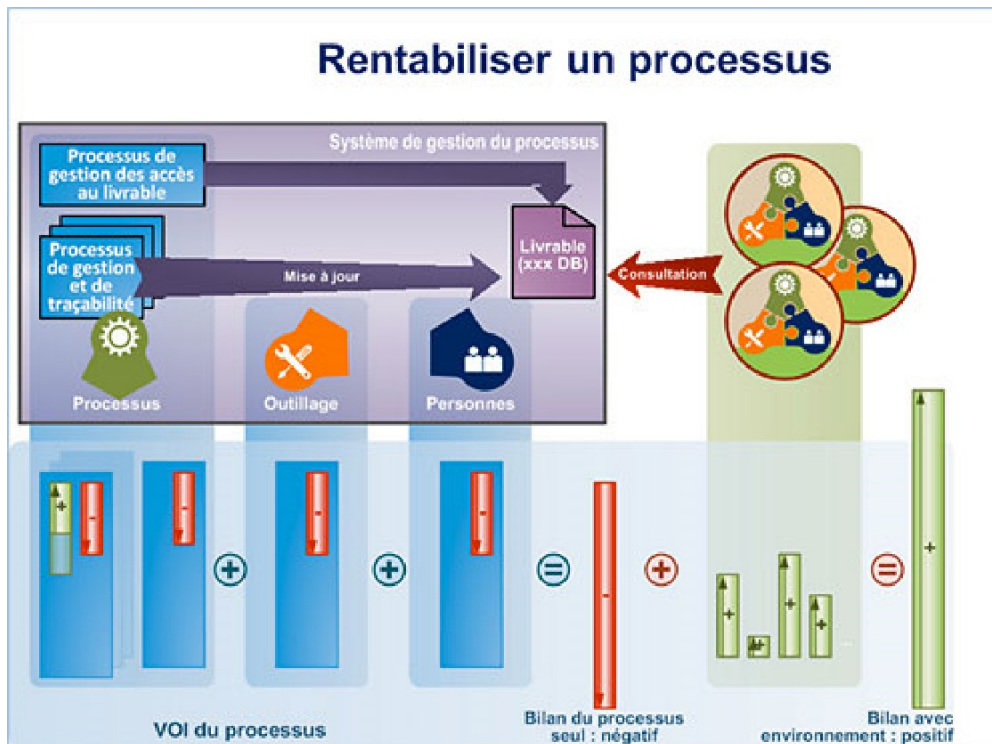 Rentabiliser un processus
Système de gestion du processus
Processus de
gestion des accès
au livrable
Processus
de gestion
et de
traçabilité
Mise à jour
Livrable
(xxx DB)
Consultation
Processus
Outillage
Personnes
+
-
-
+
-
+
-
=
-
+
+
+
+
+
...
=
+
VOI du processus
Bilan du processus
seul : négatif
Bilan avec
environnement : positif